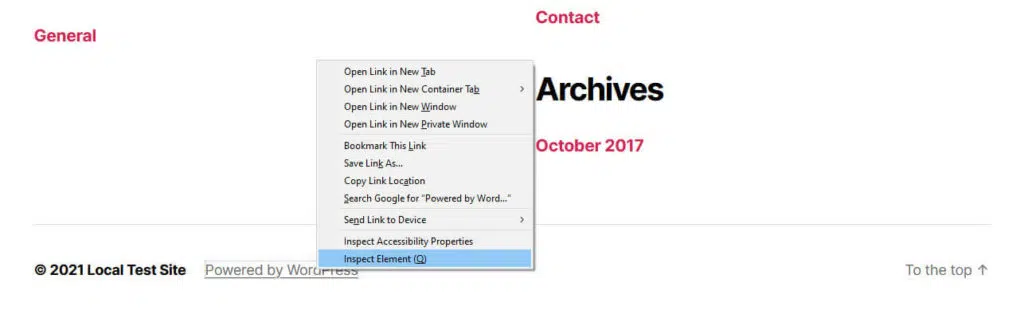 General
Contact
Archives
October 2017
Open Link in New Tab
Open Link in New Container Tab
Open Link in New Window
Open Link in New Private Window
Bookmark This Link
Save Link As...
Copy Link Location
Search Google for "Powered by Word..."
Send Link to Device
Inspect Accessibility Properties
Inspect Element (Q)
© 2021 Local Test Site Powered by WordPress To the top ↑